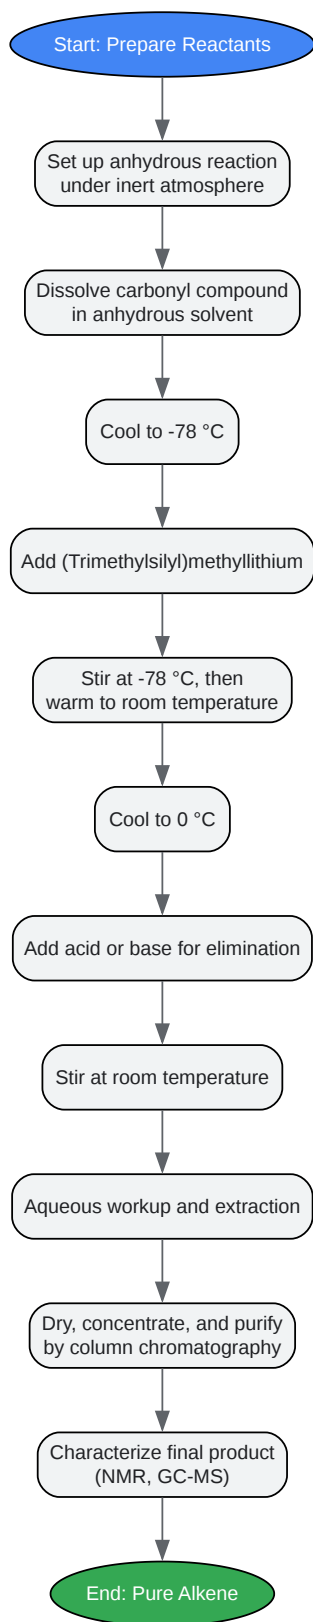 Start: Prepare Reactants
Set up anhydrous reaction
under inert atmosphere
Dissolve carbonyl compound
in anhydrous solvent
Cool to -78 °C
Add (Trimethylsilyl)methyllithium
Stir at -78 °C, then
warm to room temperature
Cool to 0 °C
Add acid or base for elimination
Stir at room temperature
Aqueous workup and extraction
Dry, concentrate, and purify
by column chromatography
Characterize final product
(NMR, GC-MS)
End: Pure Alkene